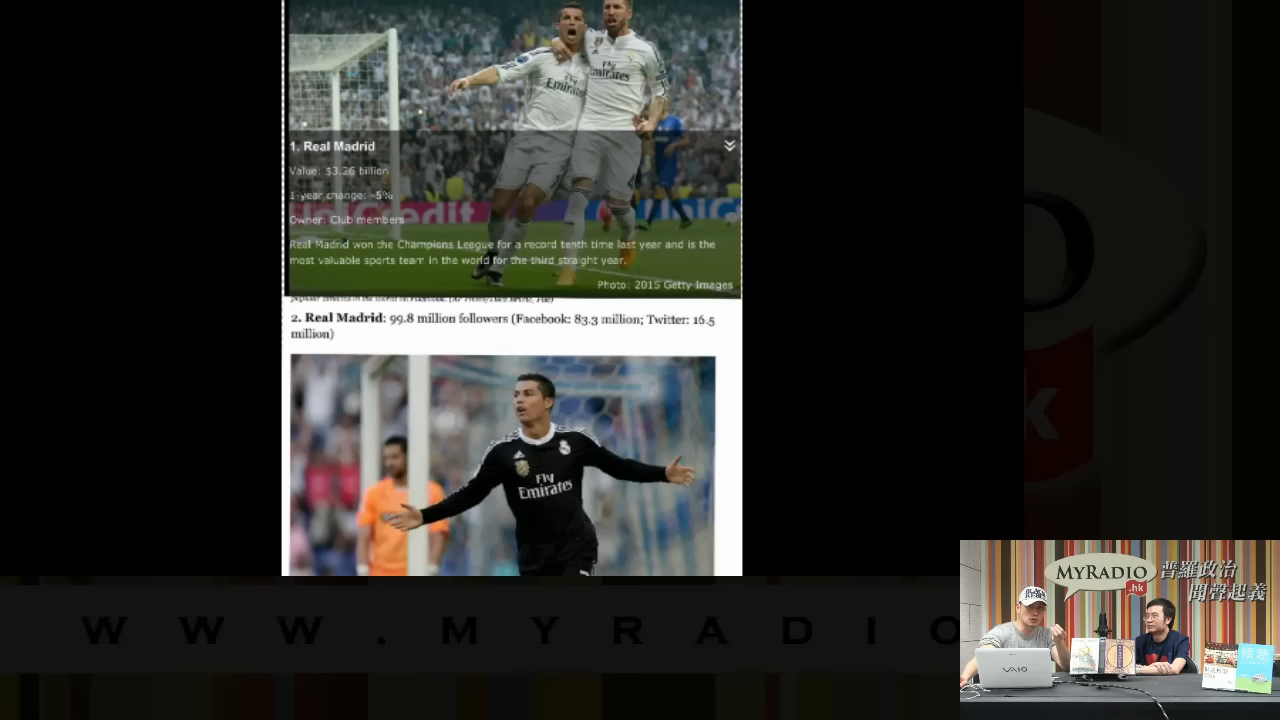 Fly
Emirates
Fly
Emirates
1. Real Madrid
Value: $3.26 billion
1-year change: -5%
Owner: Club members
UniCredit
UniC
Real Madrid won the Champions League for a record tenth time last year and is the
most valuable sports team in the world for the third straight year.
Photo: 2015 Getty Images
2. Real Madrid: 99.8 million followers (Facebook: 83.3 million; Twitter: 16.5
million)
Fly
Emirates
k
WWW.MYRADIO
MYRADIO
.hk
普羅政治
聞聲起義
VAIO